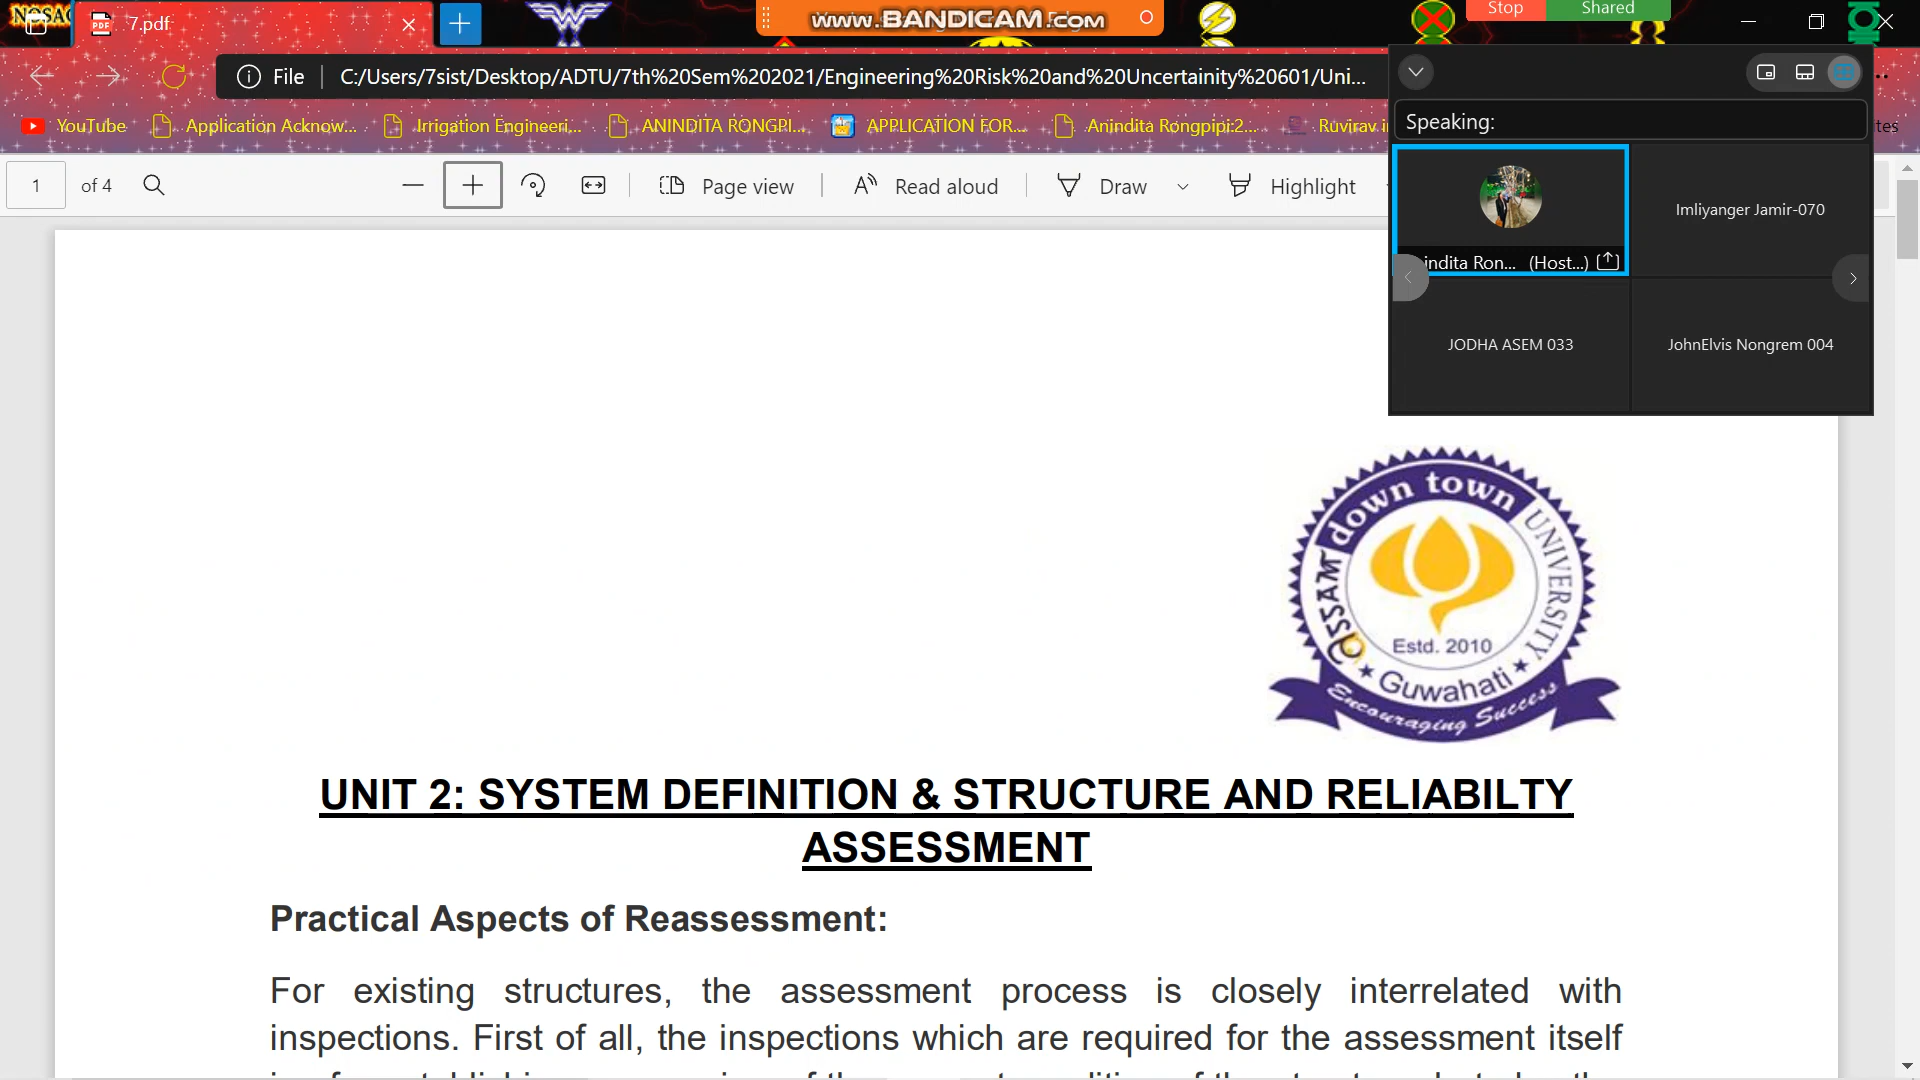 7.pdf
www.BANDICAM.com
Stop
Shared
File
C:/Users/7sist/Desktop/ADTU/7th%20Sem%202021/Engineering%20Risk%20and%20Uncertainity%20601/Uni...
YouTube
Application Acknow...
Irrigation Engineeri...
ANINDITA RONGPI...
APPLICATION FOR...
Anindita Rongpipi:2...
Ruvirav i
tes
Speaking:
1 of 4
Page view
Read aloud
Draw
Highlight
Imliyanger Jamir-070
indita Ron... (Host...)
JODHA ASEM 033
JohnElvis Nongrem 004
assam down town UNIVERSITY
Estd. 2010
Guwahati
Encouraging Success
UNIT 2: SYSTEM DEFINITION & STRUCTURE AND RELIABILTY
ASSESSMENT
Practical Aspects of Reassessment:
For existing structures, the assessment process is closely interrelated with
inspections. First of all, the inspections which are required for the assessment itself